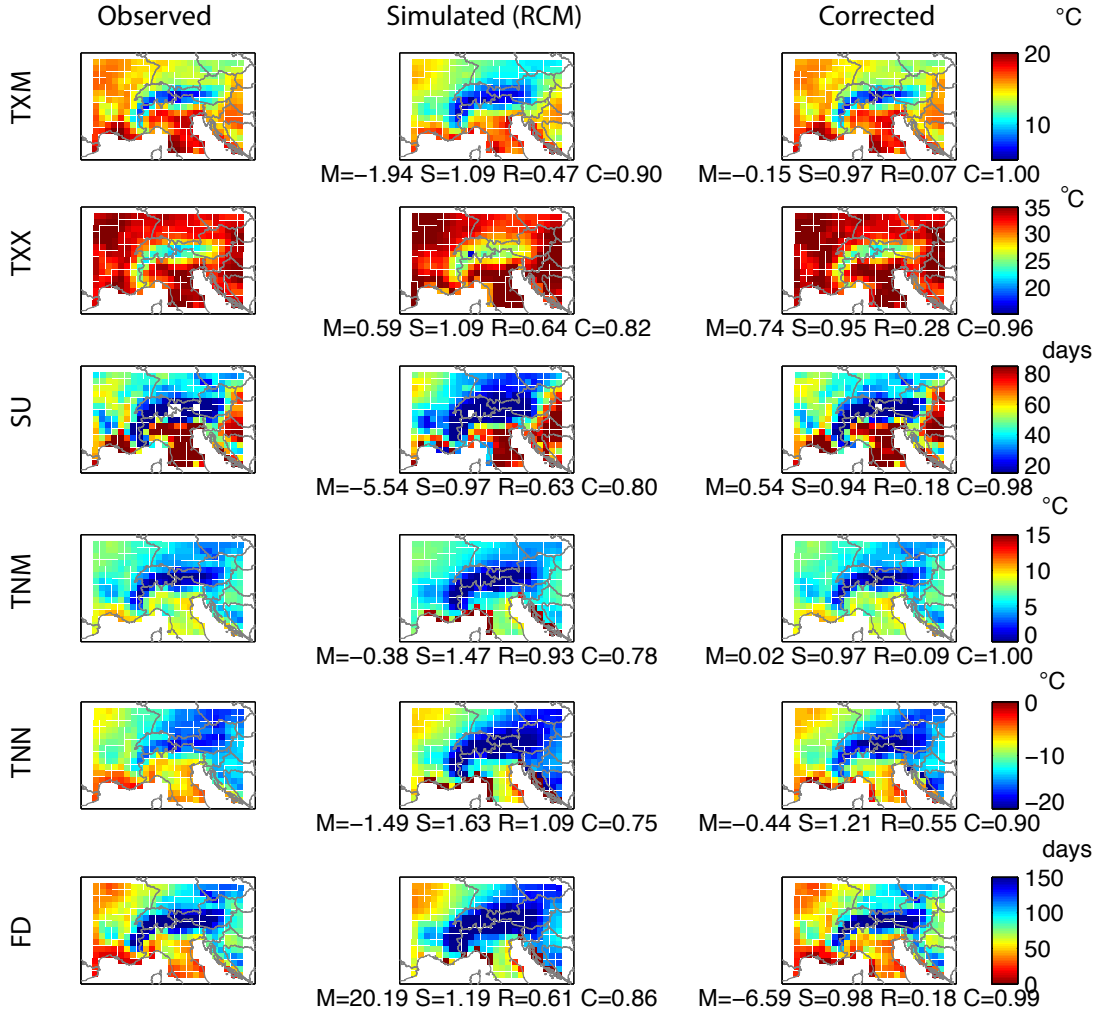 Observed Simulated (RCM) Corrected °C
TXM
20
10
M=−1.94 S=1.09 R=0.47 C=0.90 M=−0.15 S=0.97 R=0.07 C=1.00
°C
TXX
35
30
25
20
M=0.59 S=1.09 R=0.64 C=0.82 M=0.74 S=0.95 R=0.28 C=0.96
days
SU
80
60
40
20
M=−5.54 S=0.97 R=0.63 C=0.80 M=0.54 S=0.94 R=0.18 C=0.98
°C
TNM
15
10
5
0
M=−0.38 S=1.47 R=0.93 C=0.78 M=0.02 S=0.97 R=0.09 C=1.00
°C
TNN
0
−10
−20
M=−1.49 S=1.63 R=1.09 C=0.75 M=−0.44 S=1.21 R=0.55 C=0.90
days
FD
150
100
50
0
M=20.19 S=1.19 R=0.61 C=0.86 M=−6.59 S=0.98 R=0.18 C=0.99